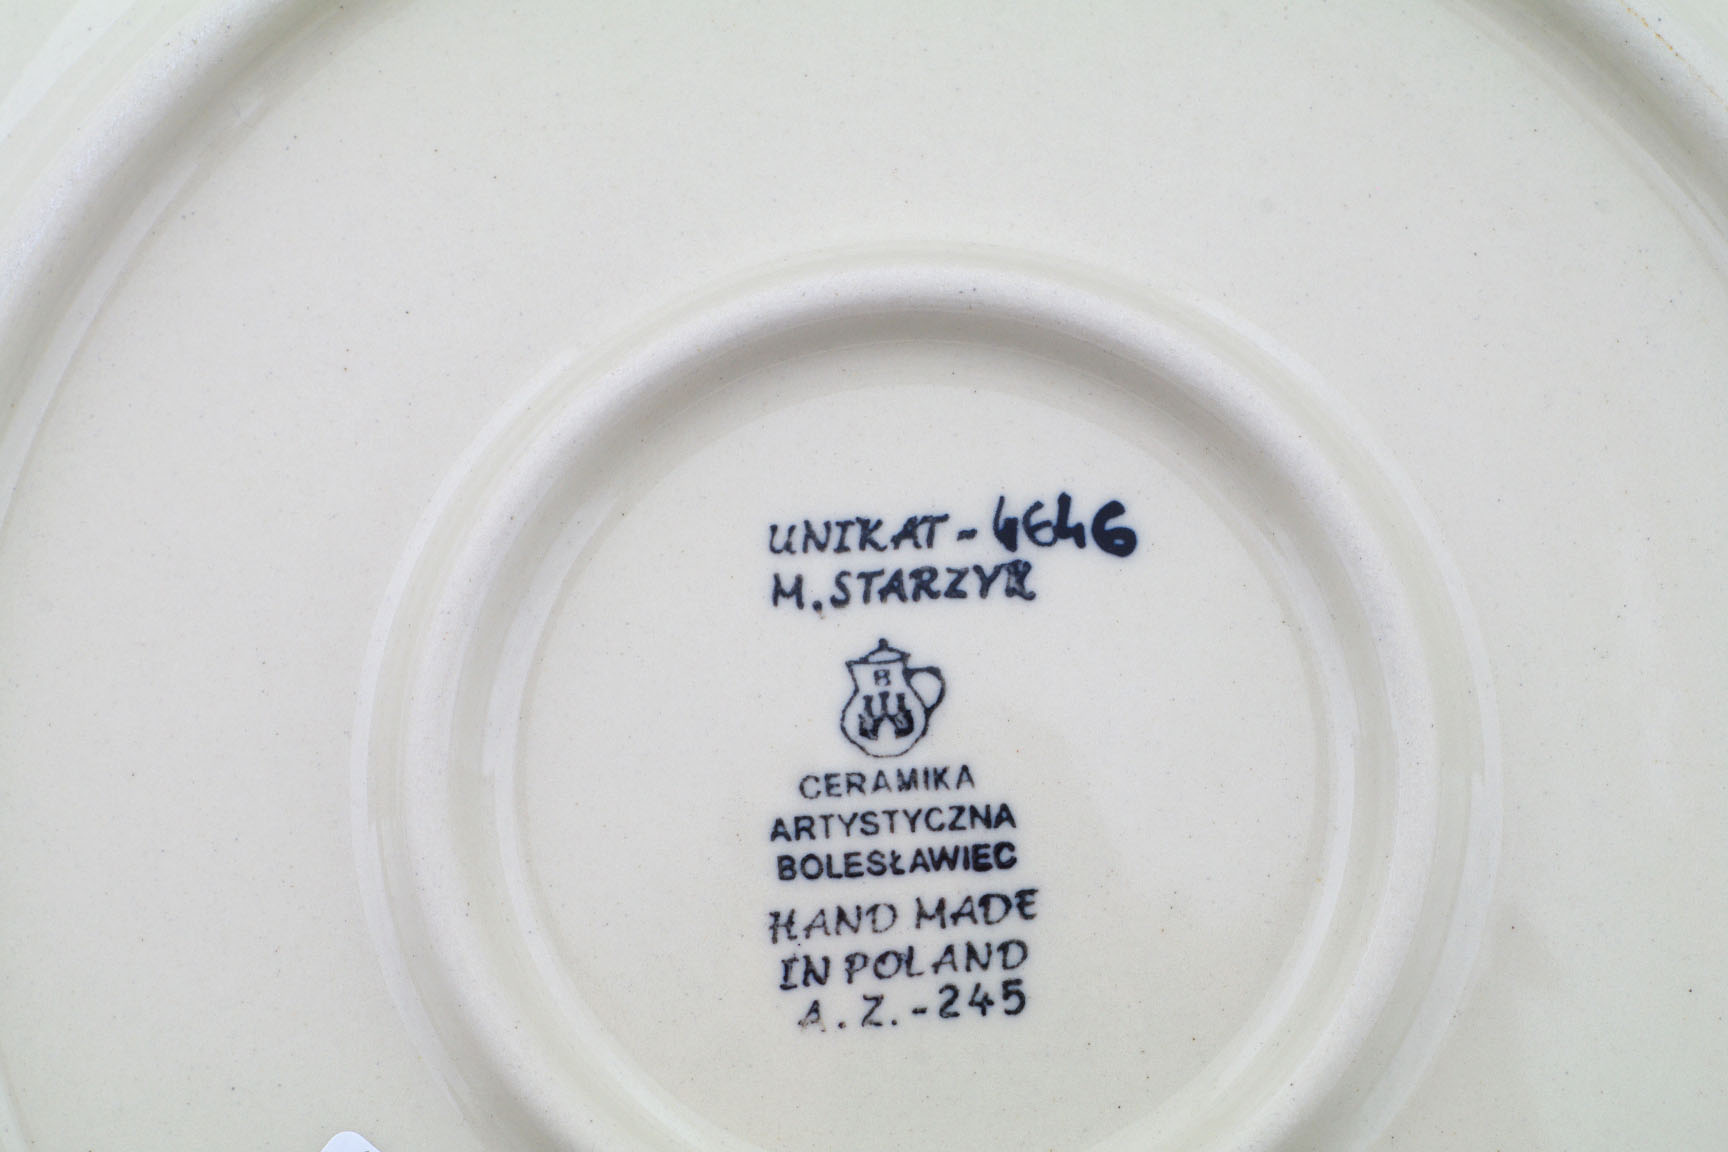 UNIKAT - 4646
M. STARZYK
B
CERAMIKA
ARTYSTYCZNA
BOLESŁAWIEC
HAND MADE
IN POLAND
A.Z.-245